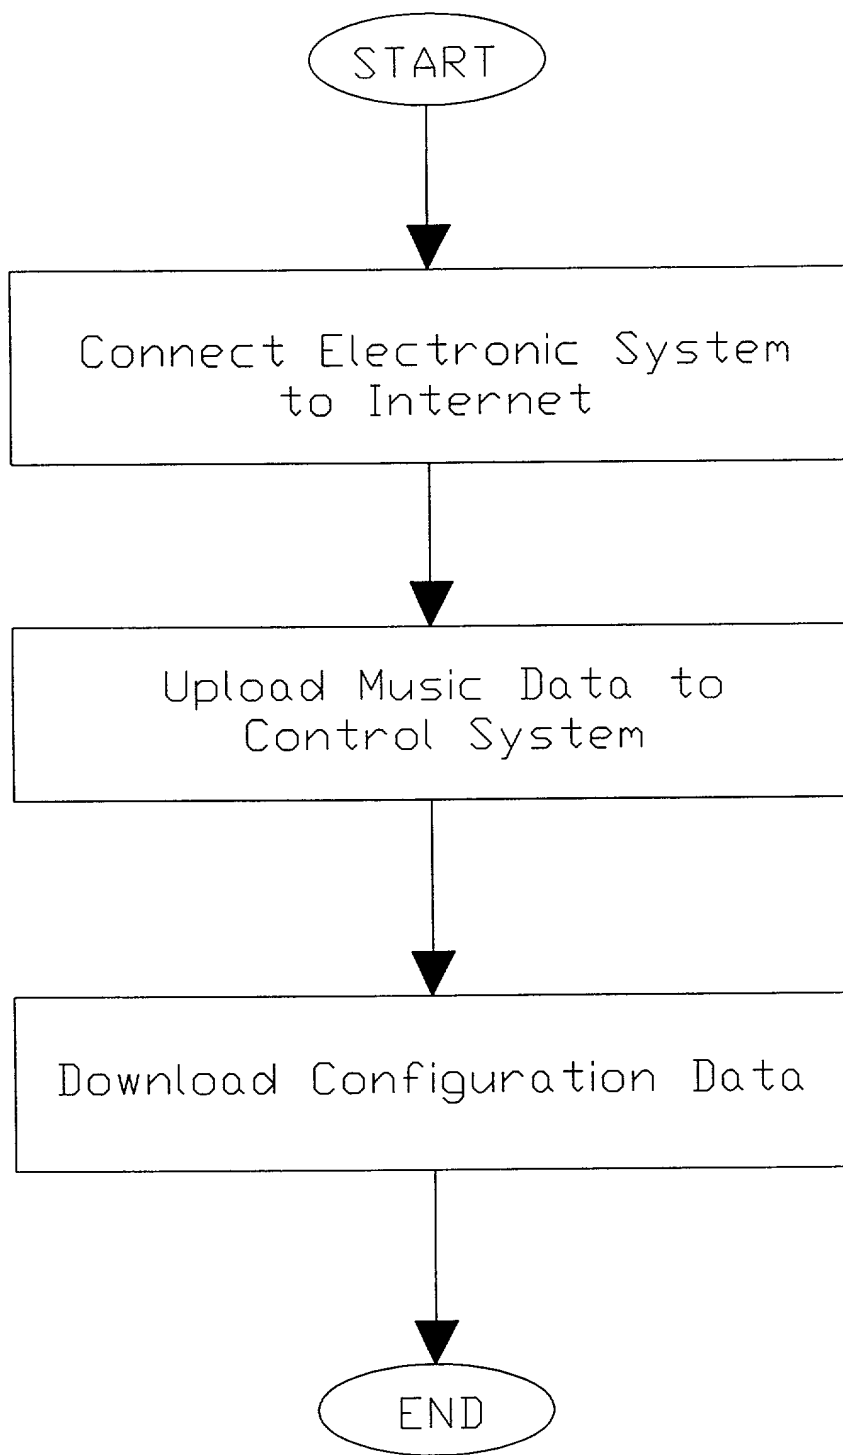 START
Connect Electronic System
to Internet
Upload Music Data to
Control System
Download Configuration Data
END